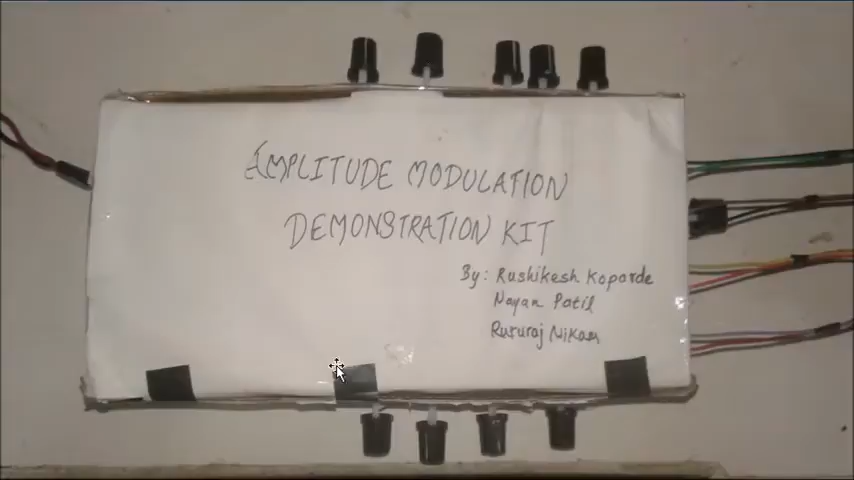 AMPLITUDE MODULATION
DEMONSTRATION KIT
By: Rushikesh Koparde
Nayan Patil
Ruturaj Nikam